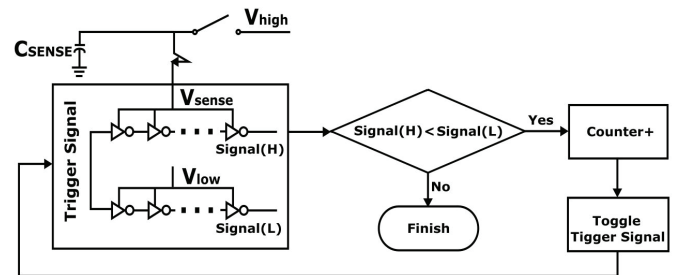 Vhigh
CSENSE
Trigger Signal
Vsense
Signal(H)
Vlow
Signal(L)
Signal(H)<Signal(L)
Yes
No
Counter+
Finish
Toggle
Tigger Signal